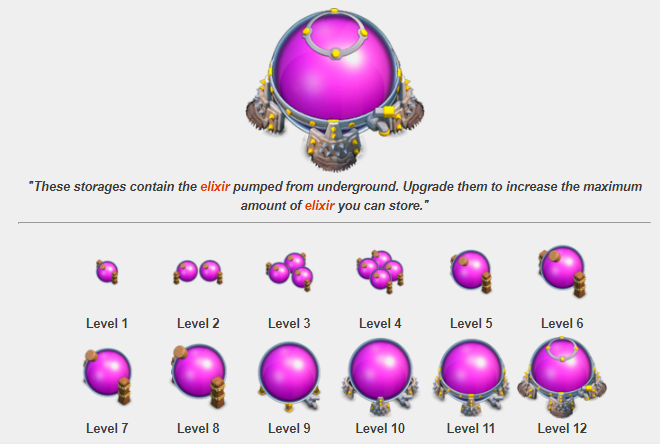 "These storages contain the elixir pumped from underground. Upgrade them to increase the maximum
amount of elixir you can store."
Level 1 Level 2 Level 3 Level 4 Level 5 Level 6
Level 7 Level 8 Level 9 Level 10 Level 11 Level 12